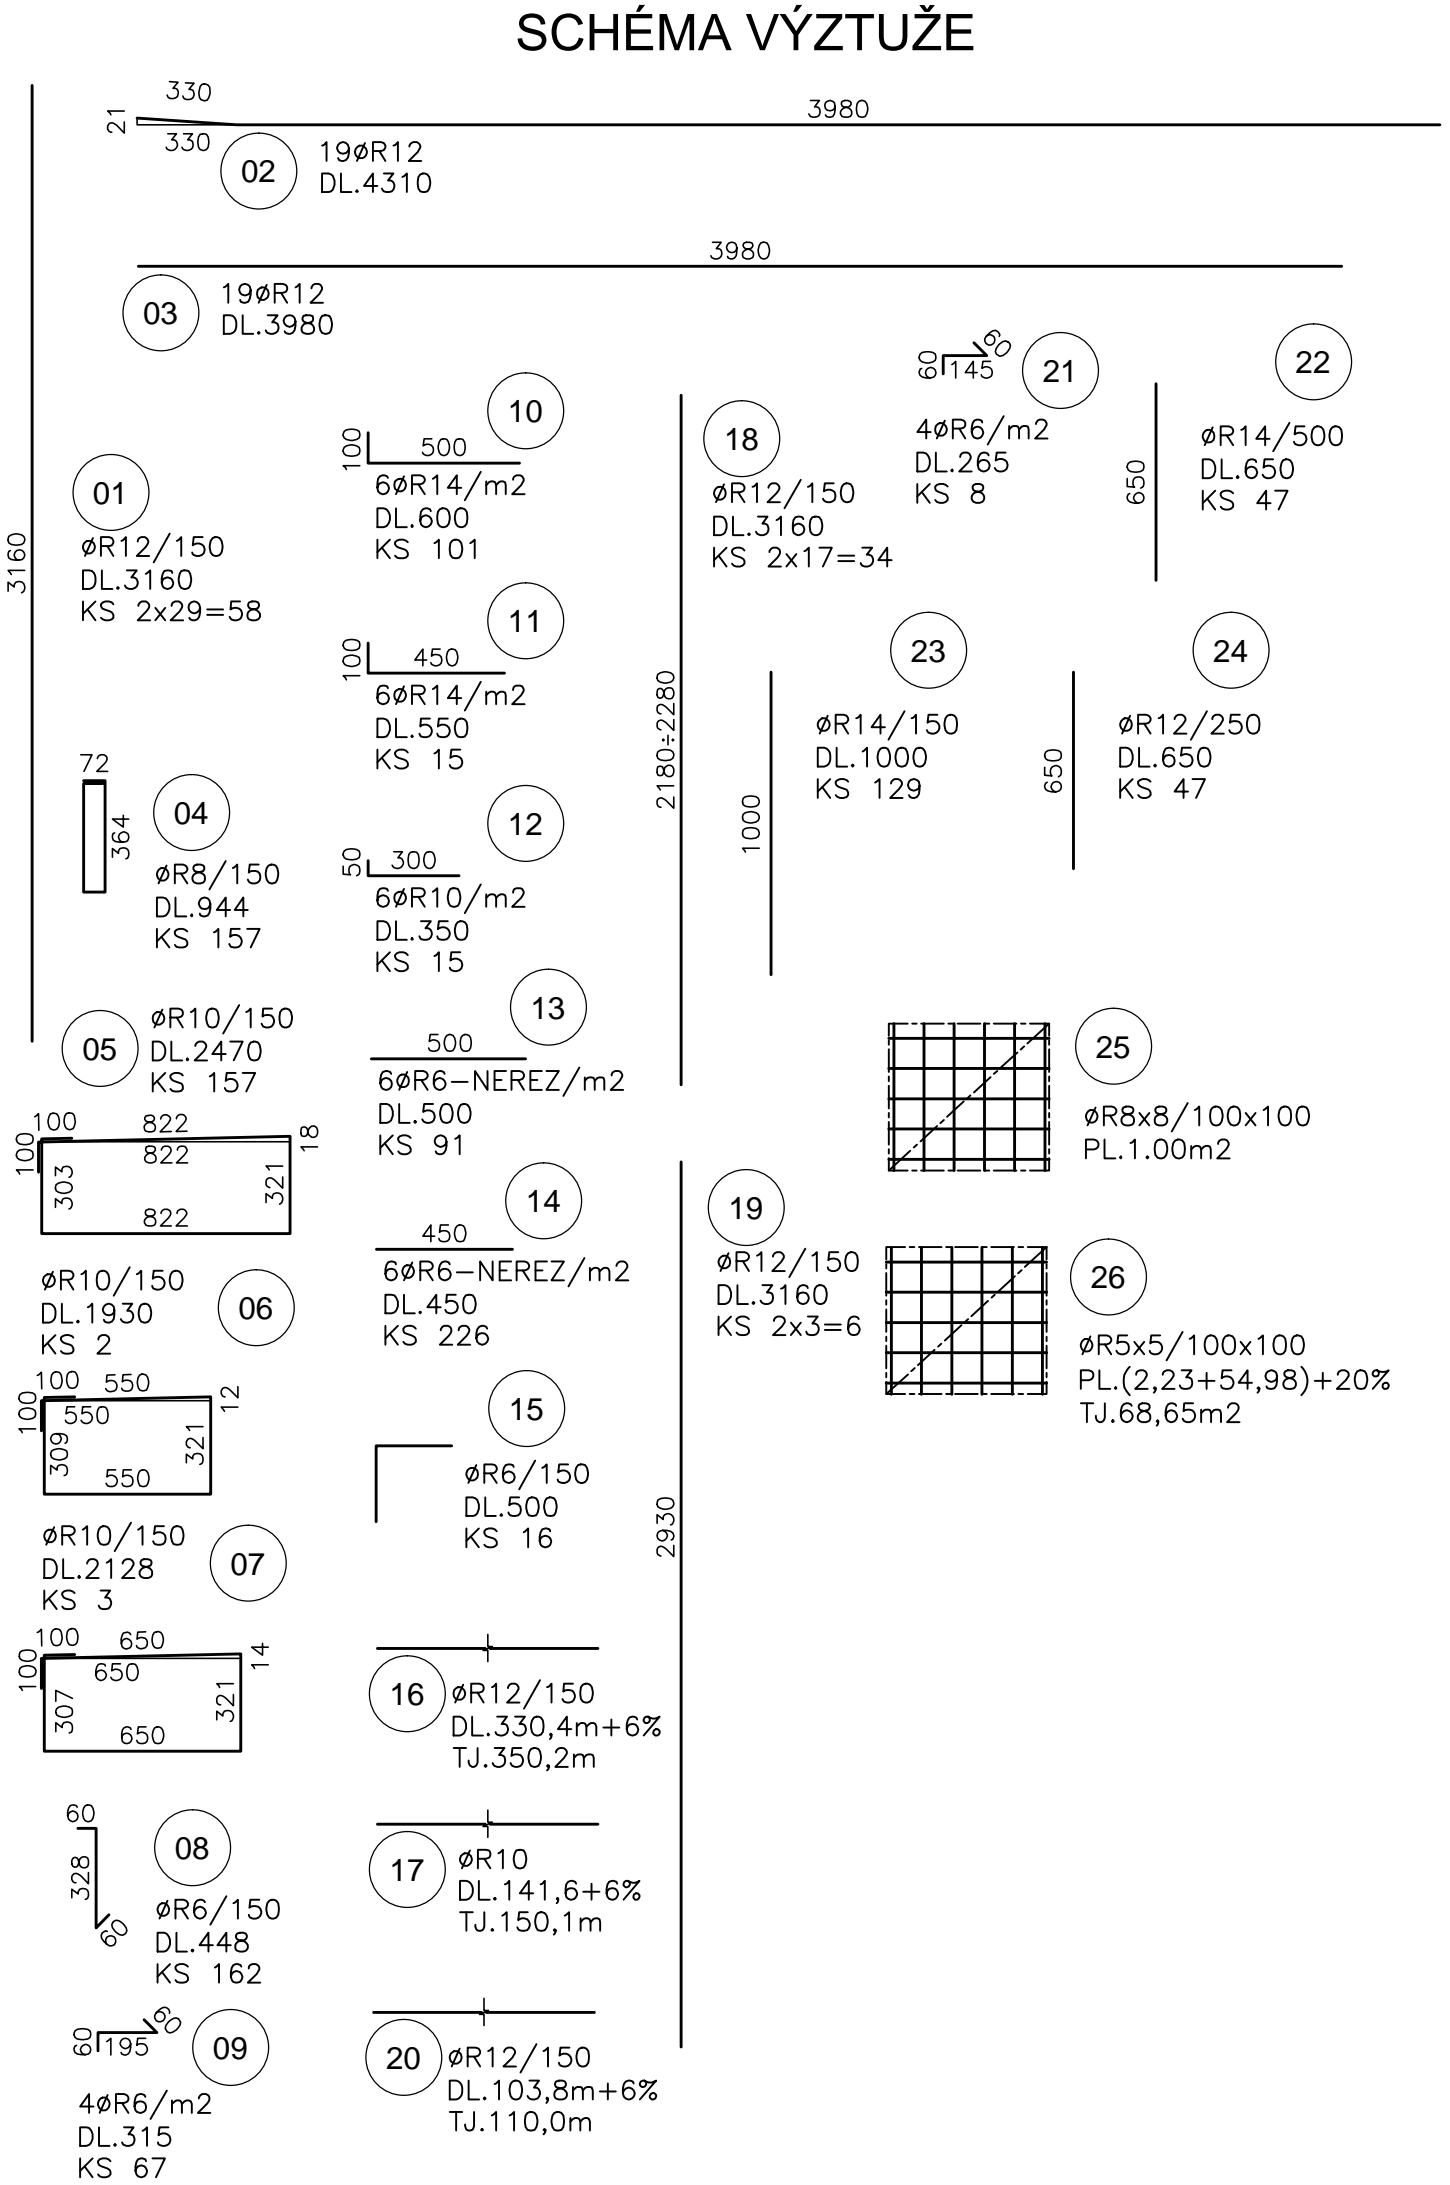 SCHÉMA VÝZTUŽE
330
21
330
3980
02
19øR12
DL.4310
3980
03
19øR12
DL.3980
3160
01
øR12/150
DL.3160
KS 2x29=58
72
364
04
øR8/150
DL.944
KS 157
05
øR10/150
DL.2470
KS 157
100
822
18
100
822
303
321
822
øR10/150
DL.1930
KS 2
06
100
550
12
100
550
309
321
550
øR10/150
DL.2128
KS 3
07
100
650
14
100
650
307
321
650
60
328
60
08
øR6/150
DL.448
KS 162
60
195
60
09
4øR6/m2
DL.315
KS 67
10
100
500
6øR14/m2
DL.600
KS 101
11
100
450
6øR14/m2
DL.550
KS 15
12
50
300
6øR10/m2
DL.350
KS 15
13
500
6øR6-NEREZ/m2
DL.500
KS 91
14
450
6øR6-NEREZ/m2
DL.450
KS 226
15
øR6/150
DL.500
KS 16
16
øR12/150
DL.330,4m+6%
TJ.350,2m
17
øR10
DL.141,6+6%
TJ.150,1m
20
øR12/150
DL.103,8m+6%
TJ.110,0m
2180÷2280
18
øR12/150
DL.3160
KS 2x17=34
2930
19
øR12/150
DL.3160
KS 2x3=6
60
145
60
21
4øR6/m2
DL.265
KS 8
650
22
øR14/500
DL.650
KS 47
1000
23
øR14/150
DL.1000
KS 129
650
24
øR12/250
DL.650
KS 47
25
øR8x8/100x100
PL.1.00m2
26
øR5x5/100x100
PL.(2,23+54,98)+20%
TJ.68,65m2